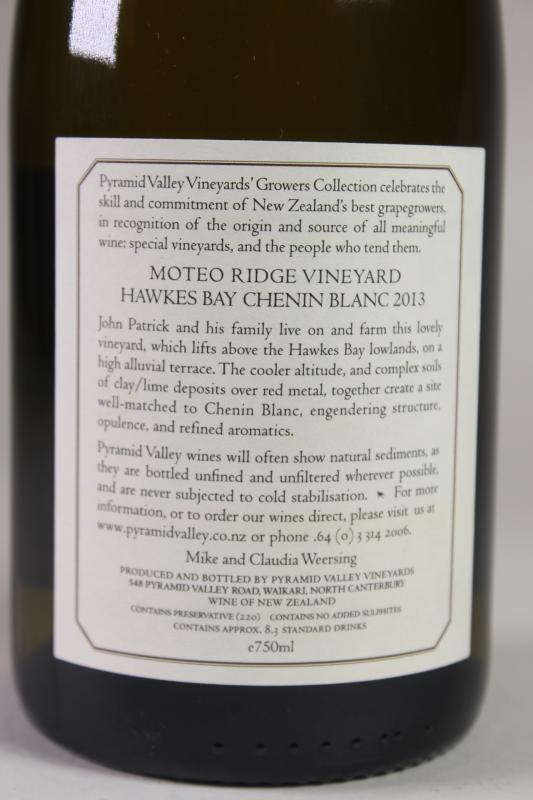 Pyramid Valley Vineyards' Growers Collection celebrates the
skill and commitment of New Zealand's best grapegrowers,
in recognition of the origin and source of all meaningful
wine: special vineyards, and the people who tend them.
MOTEO RIDGE VINEYARD
HAWKES BAY CHENIN BLANC 2013
John Patrick and his family live on and farm this lovely
vineyard, which lifts above the Hawkes Bay lowlands, on a
high alluvial terrace. The cooler altitude, and complex soils
of clay/lime deposits over red metal, together create a site
well-matched to Chenin Blanc, engendering structure,
opulence, and refined aromatics.
Pyramid Valley wines will often show natural sediments, as
they are bottled unfined and unfiltered wherever possible,
and are never subjected to cold stabilisation. For more
information, or to order our wines direct, please visit us at
www.pyramidvalley.co.nz or phone .64 (0) 3 314 2006.
Mike and Claudia Weersing
PRODUCED AND BOTTLED BY PYRAMID VALLEY VINEYARDS
548 PYRAMID VALLEY ROAD, WAIKARI, NORTH CANTERBURY
WINE OF NEW ZEALAND
CONTAINS PRESERVATIVE (220) CONTAINS NO ADDED SULPHITES
CONTAINS APPROX. 8.3 STANDARD DRINKS
e750ml